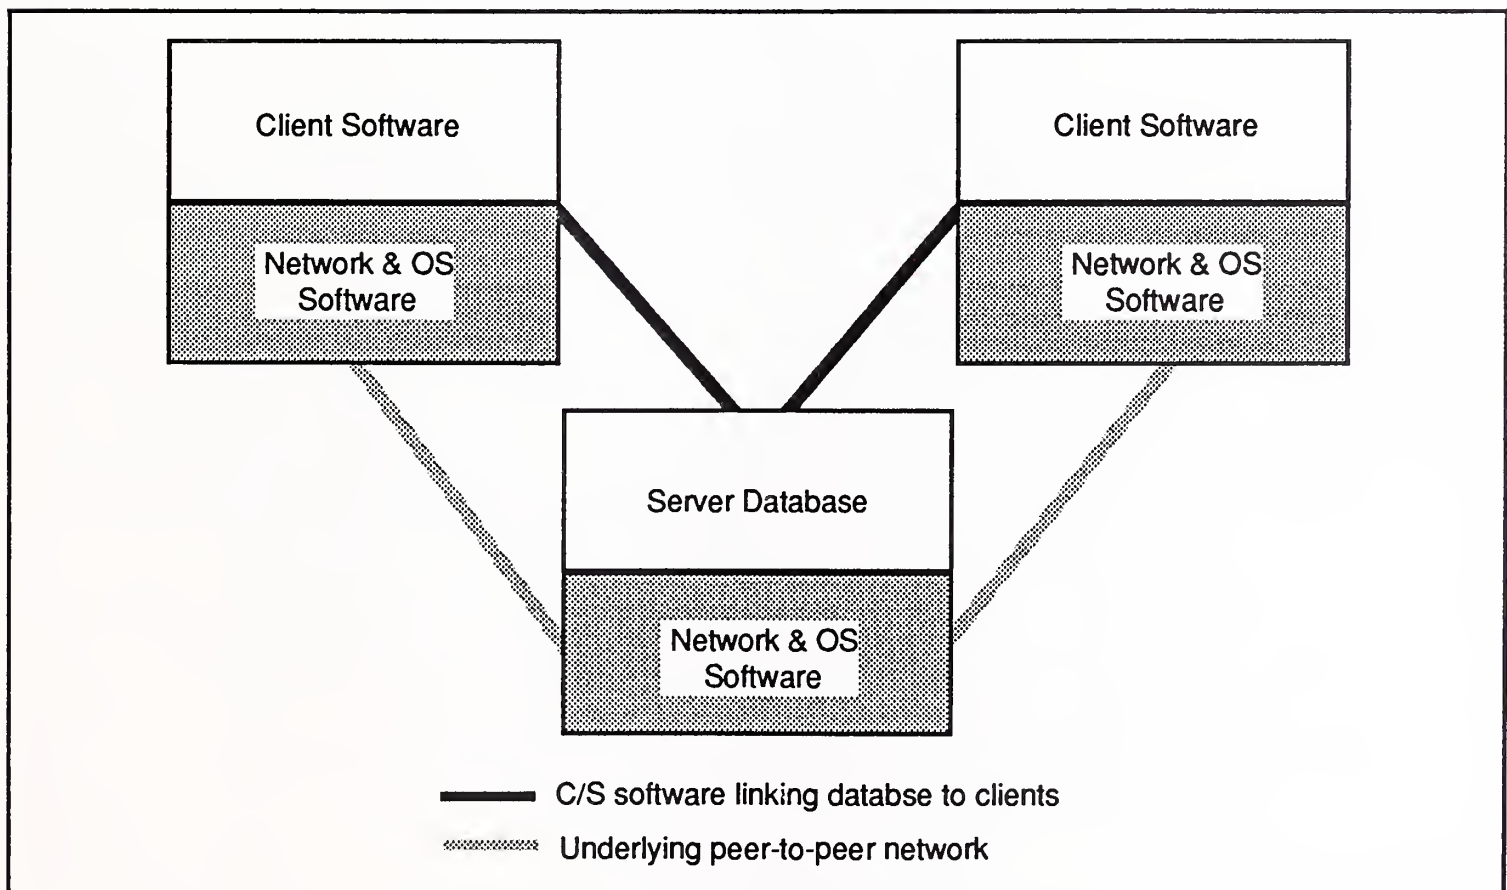 Client Software
Client Software
Network & OS
Software
Network & OS
Software
Server Database
Network & OS
Software
C/S software linking databse to clients
Underlying peer-to-peer network